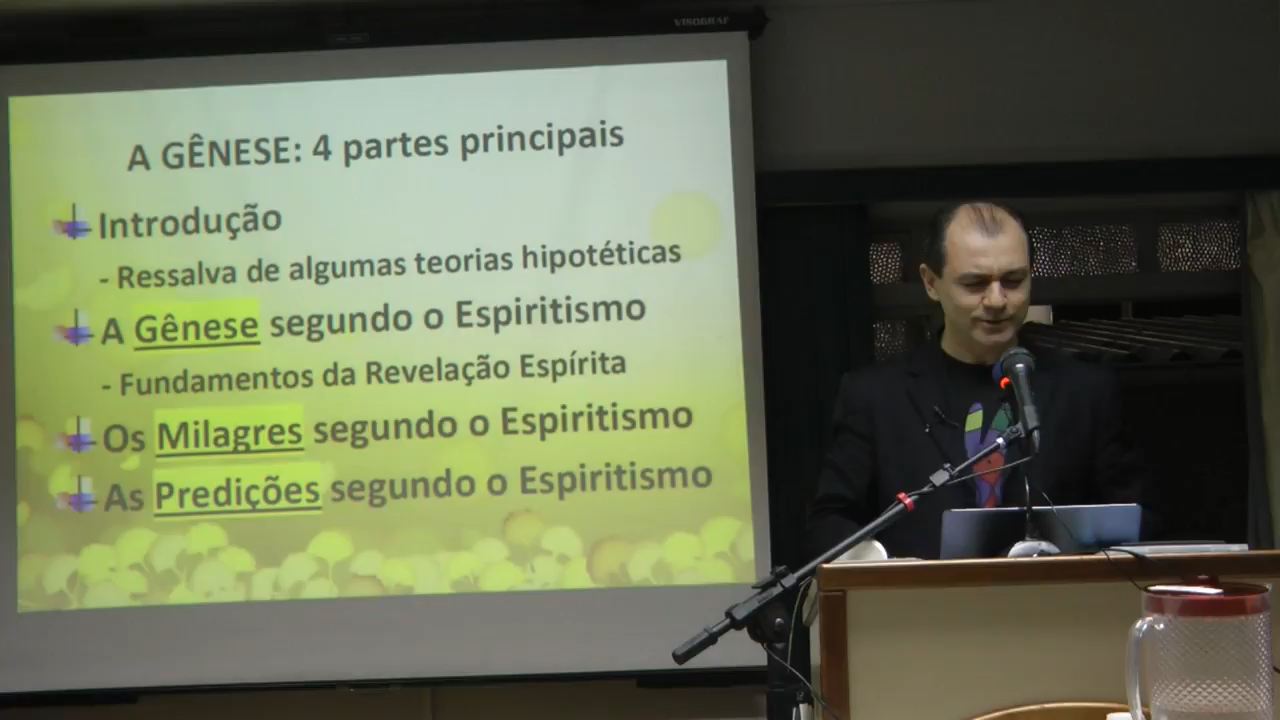 VISOGRAF
A GÊNESE: 4 partes principais
Introdução
- Ressalva de algumas teorias hipotéticas
A Gênese segundo o Espiritismo
- Fundamentos da Revelação Espírita
Os Milagres segundo o Espiritismo
As Predições segundo o Espiritismo